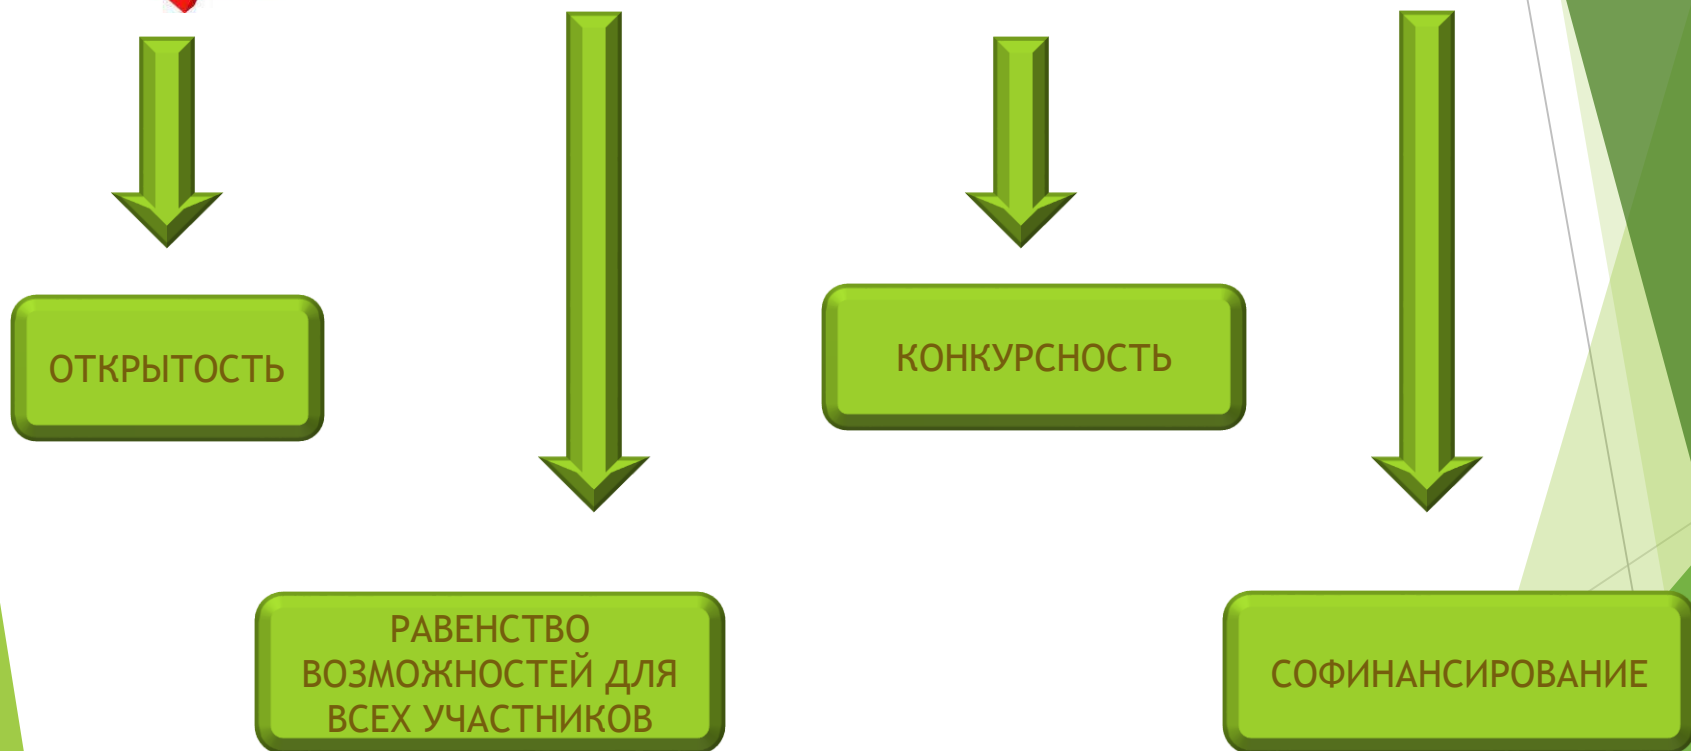 ОТКРЫТОСТЬ
КОНКУРСНОСТЬ
РАВЕНСТВО
ВОЗМОЖНОСТЕЙ ДЛЯ
ВСЕХ УЧАСТНИКОВ
СОФИНАНСИРОВАНИЕ